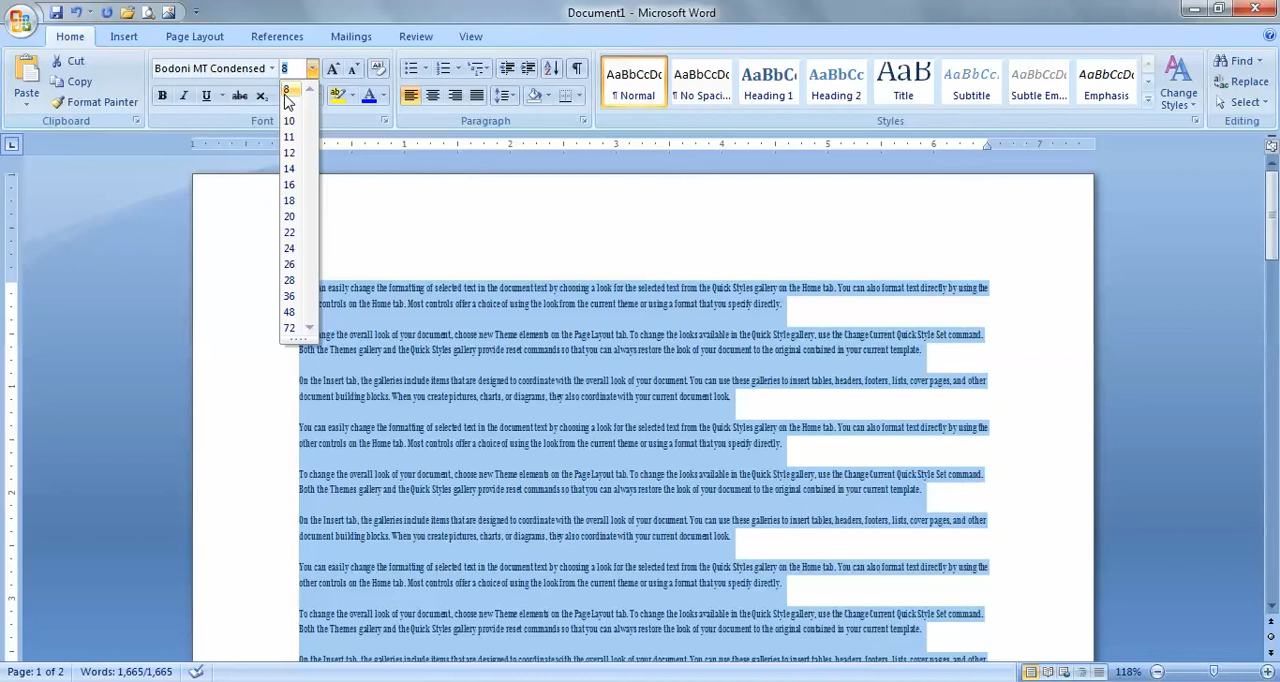 Document1 - Microsoft Word
Home Insert Page Layout References Mailings Review View
Paste
Cut
Copy
Format Painter
Clipboard
Bodoni MT Condensed 8
Font
Paragraph
AaBbCcDc AaBbCcDc AaBbCc AaBbCc AaB AaBbCcL AaBbCcDc AaBbCcDc
¶ Normal ¶ No Spaci... Heading 1 Heading 2 Title Subtitle Subtle Em... Emphasis
Styles
Change Styles
Find
Replace
Select
Editing
8
10
11
12
14
16
18
20
22
24
26
28
36
48
72
1 1 2 3 4 5 6 7
n easily change the formatting of selected text in the document text by choosing a look for the selected text from the Quick Styles gallery on the Home tab. You can also format text directly by using the
controls on the Home tab. Most controls offer a choice of using the look from the current theme or using a format that you specify directly.
nge the overall look of your document, choose new Theme elements on the Page Layout tab. To change the looks available in the Quick Style gallery, use the Change Current Quick Style Set command.
Both the Themes gallery and the Quick Styles gallery provide reset commands so that you can always restore the look of your document to the original contained in your current template.
On the Insert tab, the galleries include items that are designed to coordinate with the overall look of your document. You can use these galleries to insert tables, headers, footers, lists, cover pages, and other
document building blocks. When you create pictures, charts, or diagrams, they also coordinate with your current document look.
You can easily change the formatting of selected text in the document text by choosing a look for the selected text from the Quick Styles gallery on the Home tab. You can also format text directly by using the
other controls on the Home tab. Most controls offer a choice of using the look from the current theme or using a format that you specify directly.
To change the overall look of your document, choose new Theme elements on the Page Layout tab. To change the looks available in the Quick Style gallery, use the Change Current Quick Style Set command.
Both the Themes gallery and the Quick Styles gallery provide reset commands so that you can always restore the look of your document to the original contained in your current template.
On the Insert tab, the galleries include items that are designed to coordinate with the overall look of your document. You can use these galleries to insert tables, headers, footers, lists, cover pages, and other
document building blocks. When you create pictures, charts, or diagrams, they also coordinate with your current document look.
You can easily change the formatting of selected text in the document text by choosing a look for the selected text from the Quick Styles gallery on the Home tab. You can also format text directly by using the
other controls on the Home tab. Most controls offer a choice of using the look from the current theme or using a format that you specify directly.
To change the overall look of your document, choose new Theme elements on the Page Layout tab. To change the looks available in the Quick Style gallery, use the Change Current Quick Style Set command.
Both the Themes gallery and the Quick Styles gallery provide reset commands so that you can always restore the look of your document to the original contained in your current template.
On the Insert tab, the galleries include items that are designed to coordinate with the overall look of your document. You can use these galleries to insert tables, headers, footers, lists, cover pages, and other
Page: 1 of 2 Words: 1,665/1,665 118%